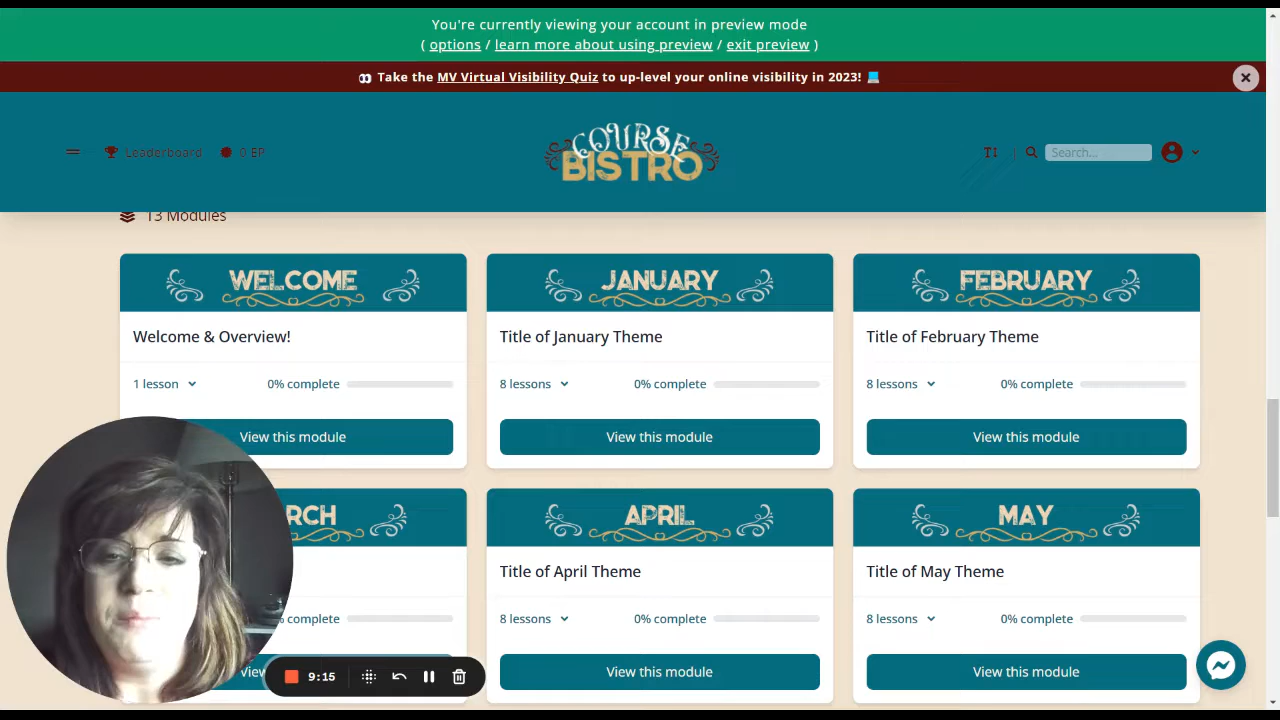 You're currently viewing your account in preview mode
( options / learn more about using preview / exit preview )
👀 Take the MV Virtual Visibility Quiz to up-level your online visibility in 2023! 💻
Leaderboard 0 EP
COURSE
BISTRO
TI | Search...
13 Modules
WELCOME JANUARY FEBRUARY
Welcome & Overview! Title of January Theme Title of February Theme
1 lesson 0% complete 8 lessons 0% complete 8 lessons 0% complete
View this module View this module View this module
RCH APRIL MAY
Title of April Theme Title of May Theme
complete 8 lessons 0% complete 8 lessons 0% complete
View this module View this module
9:15